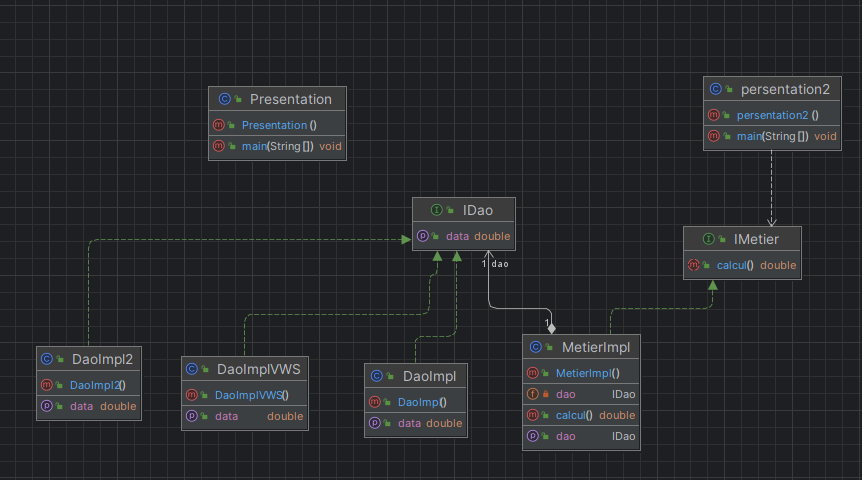 Presentation
Presentation()
main(String[]) void
persentation2
persentation2()
main(String[]) void
IDao
data double
IMetier
calcul() double
1 dao
1
DaoImpl2
DaoImpl2()
data double
DaoImplVWS
DaoImplVWS()
data double
DaoImpl
DaoImp()
data double
MetierImpl
MetierImpl()
dao IDao
calcul() double
dao IDao